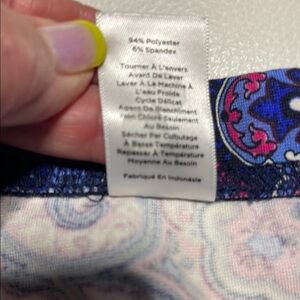 94% Polyester
6% Spandex
Tourner À L'envers
Avant De Laver
Laver À La Machine À
L'eau Froide
Cycle Délicat
Agent De Blanchiment
Non Chloré Seulement
Au Besoin
Sécher Par Culbutage
À Basse Température
Repasser À Température
Moyenne Au Besoin
Fabriqué En Indonésie